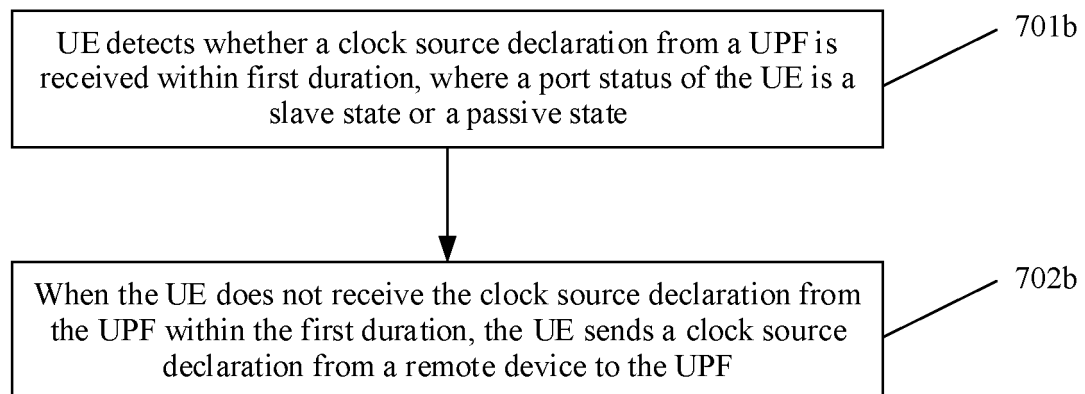 UE detects whether a clock source declaration from a UPF is
received within first duration, where a port status of the UE is a
slave state or a passive state
701b
When the UE does not receive the clock source declaration from
the UPF within the first duration, the UE sends a clock source
declaration from a remote device to the UPF
702b